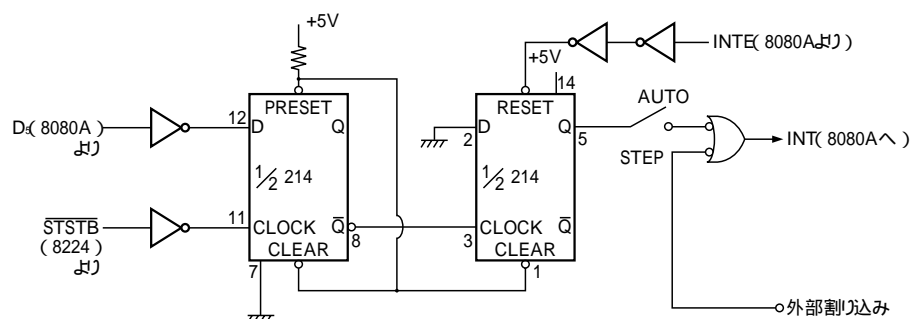 +5V
INTE(8080Aより)
+5V
14
PRESET
RESET
AUTO
12
D5(8080A)
より
D
Q
D
2
Q
5
INT(8080Aへ)
STEP
1/2 214
1/2 214
STSTB
(8224)
より
11
CLOCK
Q
8
3
CLOCK
Q
CLEAR
CLEAR
7
1
外部割り込み